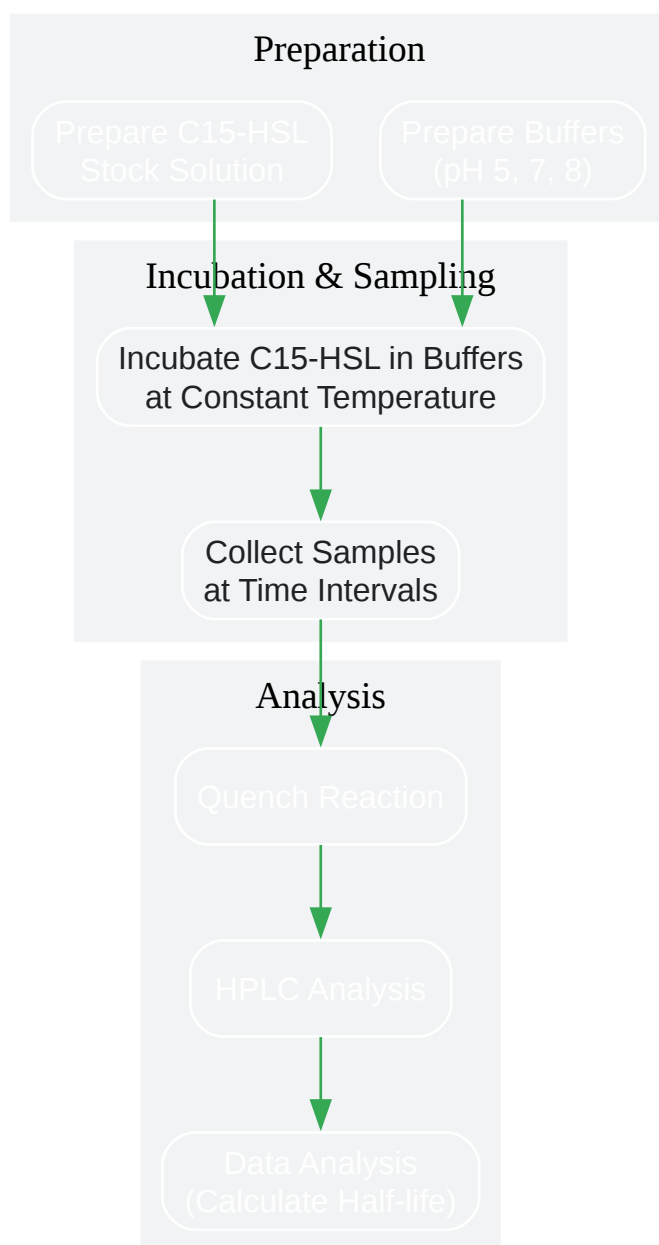 Preparation
Prepare C15-HSL
Stock Solution
Prepare Buffers
(pH 5, 7, 8)
Incubation & Sampling
Incubate C15-HSL in Buffers
at Constant Temperature
Collect Samples
at Time Intervals
Analysis
Quench Reaction
HPLC Analysis
Data Analysis
(Calculate Half-life)